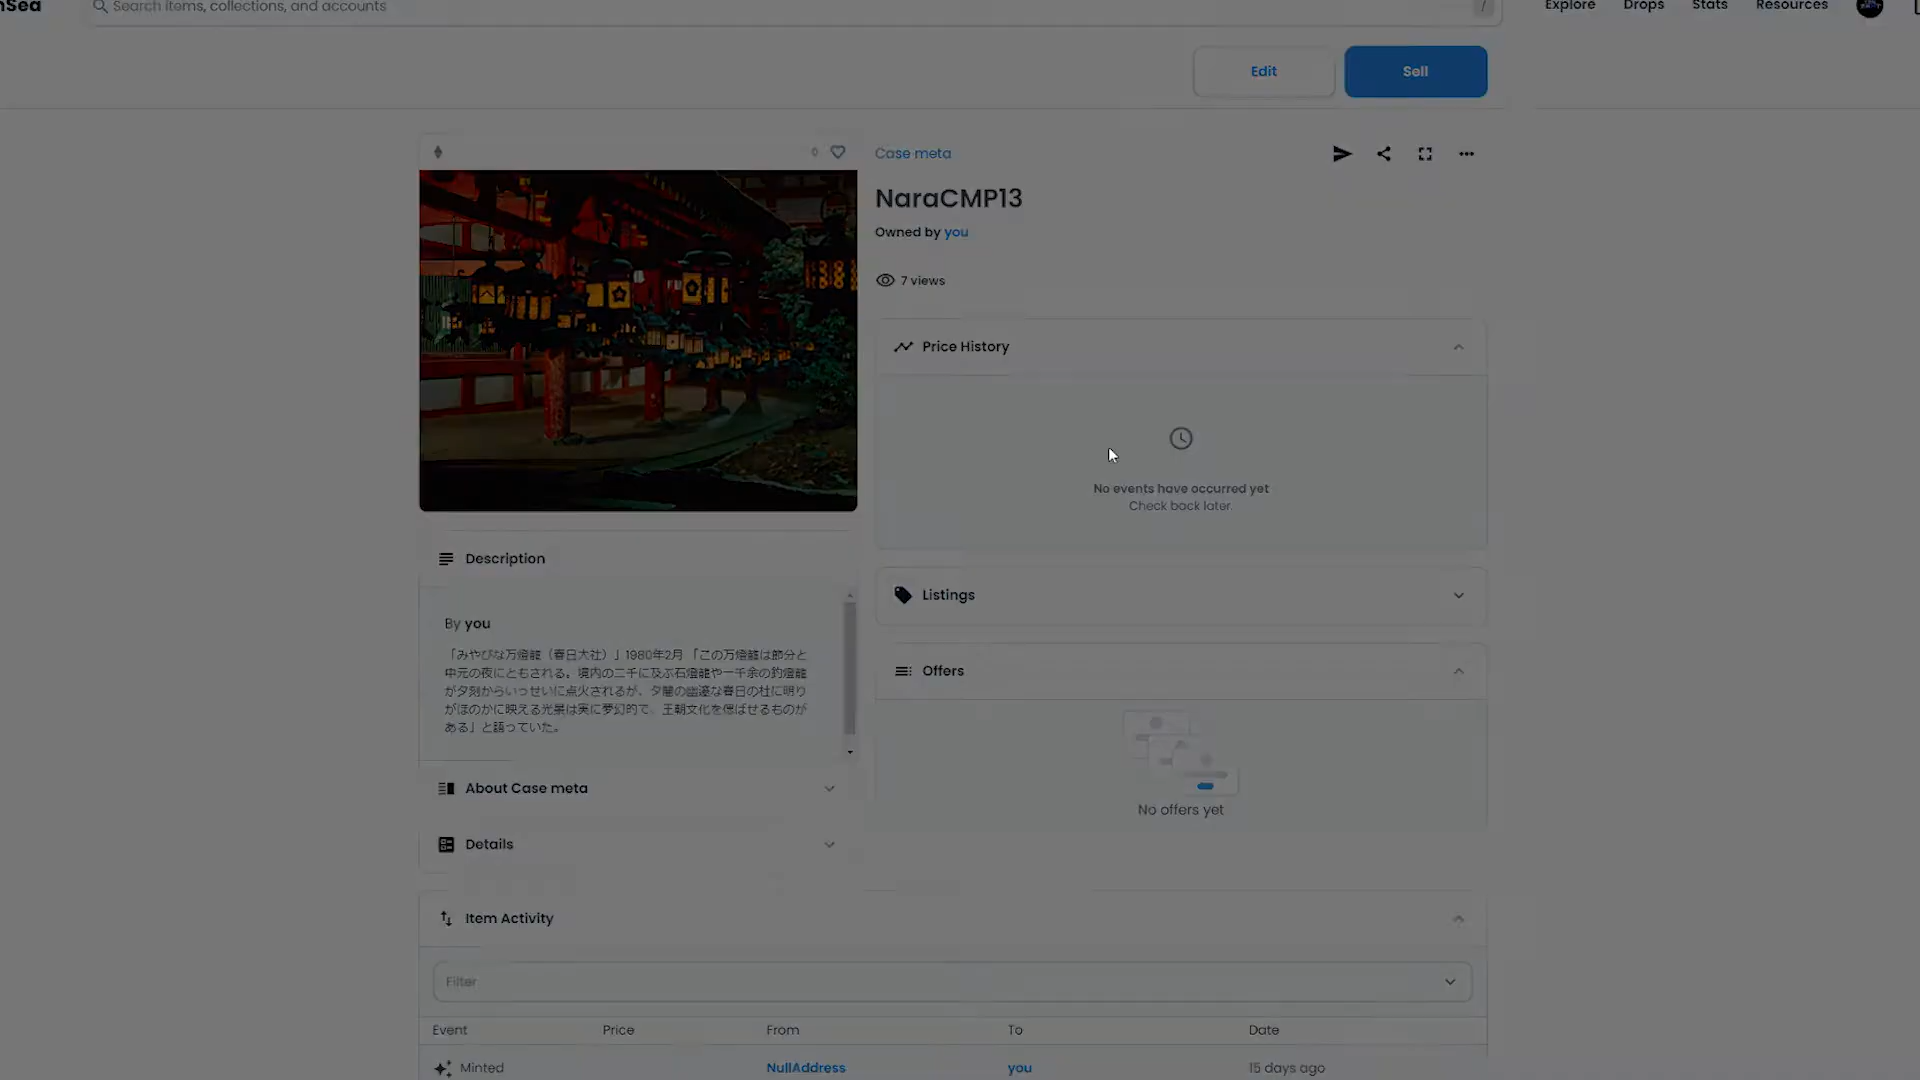 nSea
Search items, collections, and accounts
/
Explore
Drops
Stats
Resources
Edit
Sell
0
Case meta
NaraCMP13
Owned by you
7 views
Price History
No events have occurred yet
Check back later.
Description
By you
「みやびな万燈籠（春日大社）」1980年2月 「この万燈籠は節分と
中元の夜にともされる。境内の二千に及ぶ石燈籠や一千余の釣燈籠
が夕刻からいっせいに点火されるが、夕闇の幽邃な春日の杜に明り
がほのかに映える光景は実に夢幻的で、王朝文化を偲ばせるものが
ある」と語っていた。
Listings
Offers
No offers yet
About Case meta
Details
Item Activity
Filter
Event
Price
From
To
Date
Minted
NullAddress
you
15 days ago